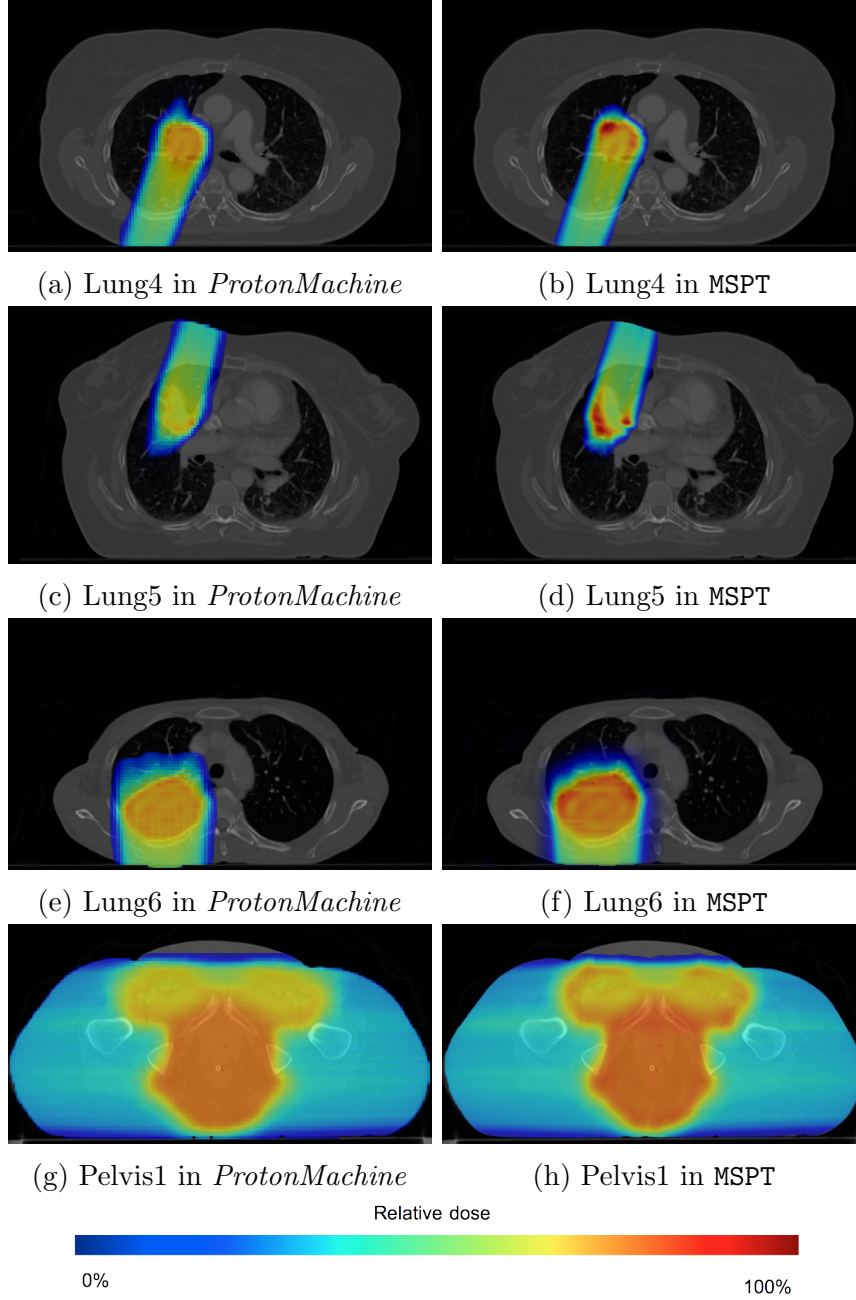 (a) Lung4 in ProtonMachine
(b) Lung4 in MSPT
(c) Lung5 in ProtonMachine
(d) Lung5 in MSPT
(e) Lung6 in ProtonMachine
(f) Lung6 in MSPT
(g) Pelvis1 in ProtonMachine
(h) Pelvis1 in MSPT
Relative dose
0%
100%